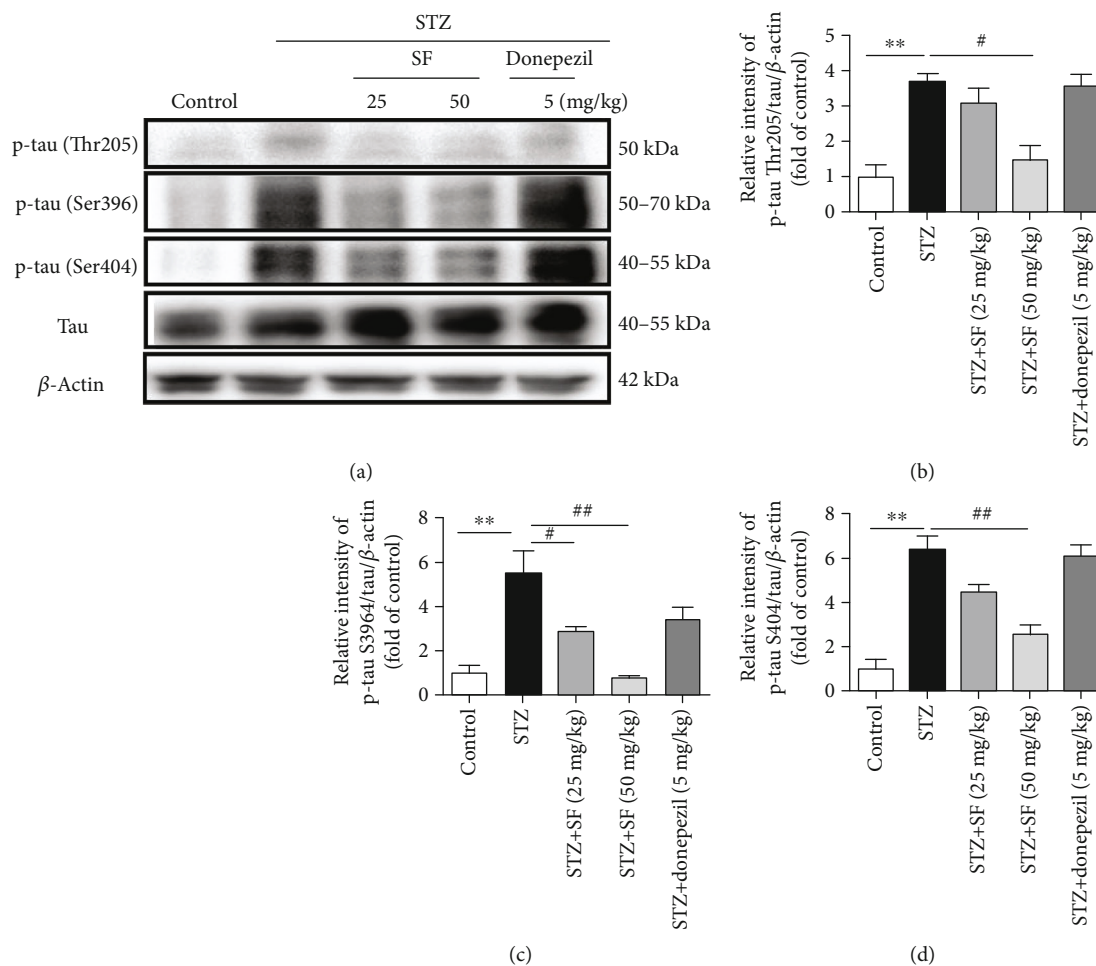 STZ
SF
Donepezil
Control
25
50
5 (mg/kg)
p-tau (Thr205)
50 kDa
p-tau (Ser396)
50–70 kDa
p-tau (Ser404)
40–55 kDa
Tau
40–55 kDa
β-Actin
42 kDa
(a)
Relative intensity of
p-tau Thr205/tau/β-actin
(fold of control)
5
4
3
2
1
0
**
#
Control
STZ
STZ+SF (25 mg/kg)
STZ+SF (50 mg/kg)
STZ+donepezil (5 mg/kg)
(b)
Relative intensity of
p-tau S3964/tau/β-actin
(fold of control)
8
6
4
2
0
**
##
#
Control
STZ
STZ+SF (25 mg/kg)
STZ+SF (50 mg/kg)
STZ+donepezil (5 mg/kg)
(c)
Relative intensity of
p-tau S404/tau/β-actin
(fold of control)
8
6
4
2
0
**
##
Control
STZ
STZ+SF (25 mg/kg)
STZ+SF (50 mg/kg)
STZ+donepezil (5 mg/kg)
(d)